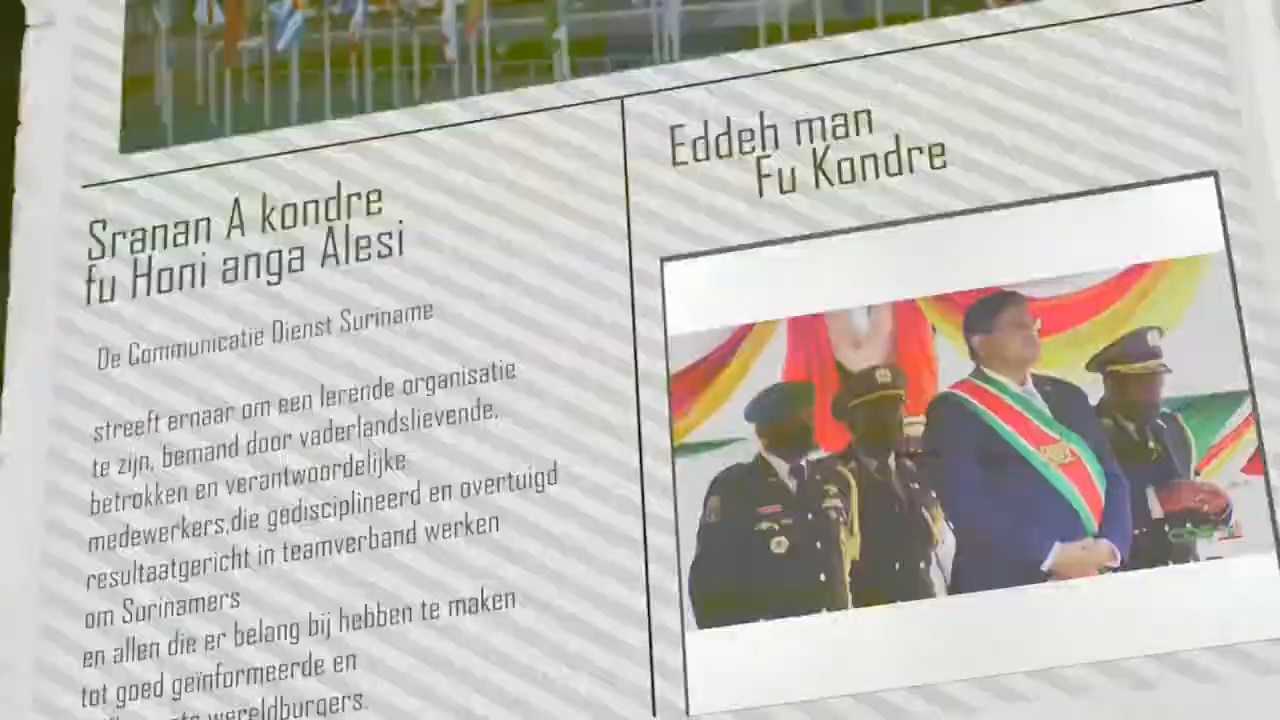 Sranan A kondre
fu Honi anga Alesi
De Communicatie Dienst Suriname
streeft ernaar om een lerende organisatie
te zijn, bemand door vaderlandslievende,
betrokken en verantwoordelijke
medewerkers,die gedisciplineerd en overtuigd
resultaatgericht in teamverband werken
om Surinamers
en allen die er belang bij hebben te maken
tot goed geïnformeerde en
wereldburgers.
Eddeh man
Fu Kondre